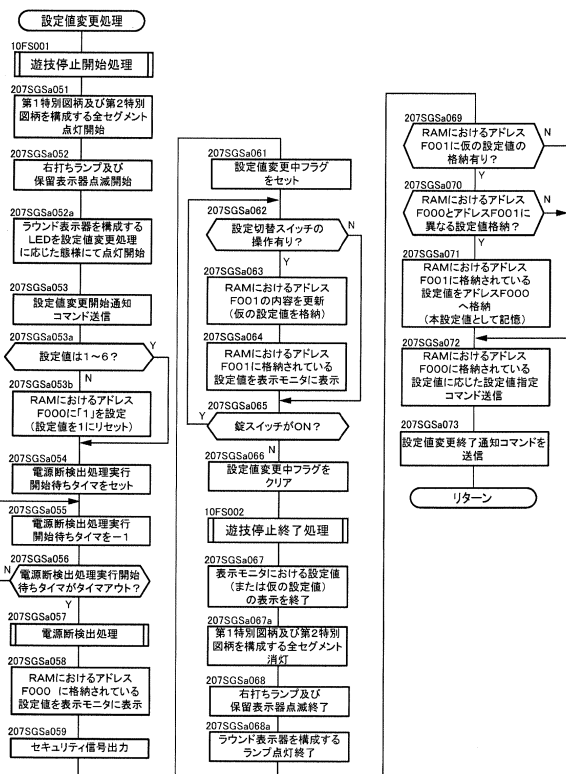 設定値変更処理
10FS001
遊技停止開始処理
207SGSa051
第1特別図柄及び第2特別
図柄を構成する全セグメント
点灯開始
207SGSa052
右打ちランプ及び
保留表示器点滅開始
207SGSa052a
ラウンド表示器を構成する
LEDを設定値変更処理
に応じた態様にて点灯開始
207SGSa053
設定値変更開始通知
コマンド送信
207SGSa053a
設定値は1~6?
Y
N
207SGSa053b
RAMにおけるアドレス
F000に「1」を設定
(設定値を1にリセット)
207SGSa054
電源断検出処理実行
開始待ちタイマをセット
207SGSa055
電源断検出処理実行
開始待ちタイマを-1
207SGSa056
N
電源断検出処理実行開始
待ちタイマがタイムアウト?
Y
207SGSa057
電源断検出処理
207SGSa058
RAMにおけるアドレス
F000 に格納されている
設定値を表示モニタに表示
207SGSa059
セキュリティ信号出力
207SGSa061
設定値変更中フラグ
をセット
207SGSa062
設定切替スイッチの
操作有り?
N
Y
207SGSa063
RAMにおけるアドレス
F001の内容を更新
(仮の設定値を格納)
207SGSa064
RAMにおけるアドレス
F001に格納されている
設定値を表示モニタに表示
207SGSa065
Y
錠スイッチがON?
N
207SGSa066
設定値変更中フラグを
クリア
10FS002
遊技停止終了処理
207SGSa067
表示モニタにおける設定値
(または仮の設定値)
の表示を終了
207SGSa067a
第1特別図柄及び第2特別
図柄を構成する全セグメント
消灯
207SGSa068
右打ちランプ及び
保留表示器点滅終了
207SGSa068a
ラウンド表示器を構成する
ランプ点灯終了
207SGSa069
RAMにおけるアドレス
F001に仮の設定値の
格納有り?
N
Y
207SGSa070
RAMにおけるアドレス
F000とアドレスF001に
異なる設定値格納?
N
Y
207SGSa071
RAMにおけるアドレス
F001に格納されている
設定値をアドレスF000
へ格納
(本設定値として記憶)
207SGSa072
RAMにおけるアドレス
F000に格納されている
設定値に応じた設定値指定
コマンド送信
207SGSa073
設定値変更終了通知コマンドを
送信
リターン